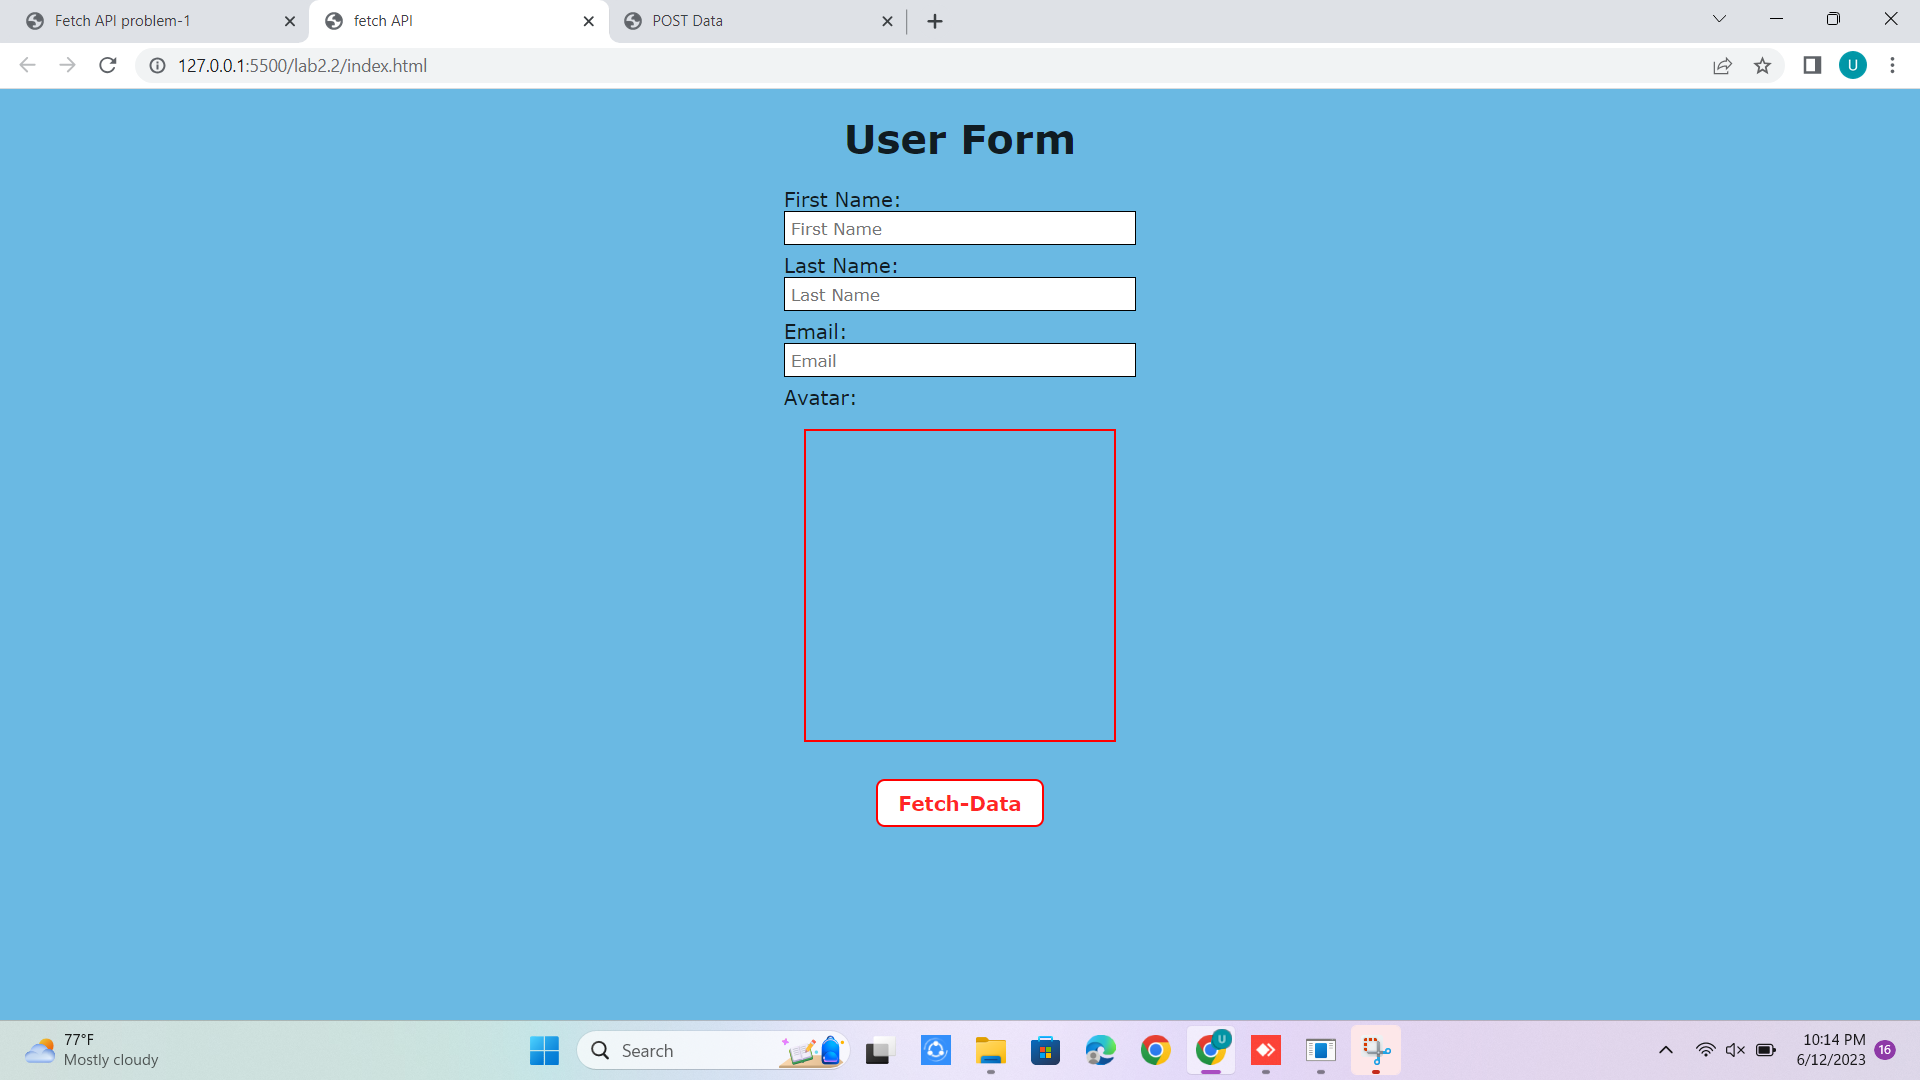 Fetch API problem-1
fetch API
POST Data
127.0.0.1:5500/lab2.2/index.html
U
User Form
First Name:
First Name
Last Name:
Last Name
Email:
Email
Avatar:
Fetch-Data
77°F
Mostly cloudy
Search
U
10:14 PM
6/12/2023
16